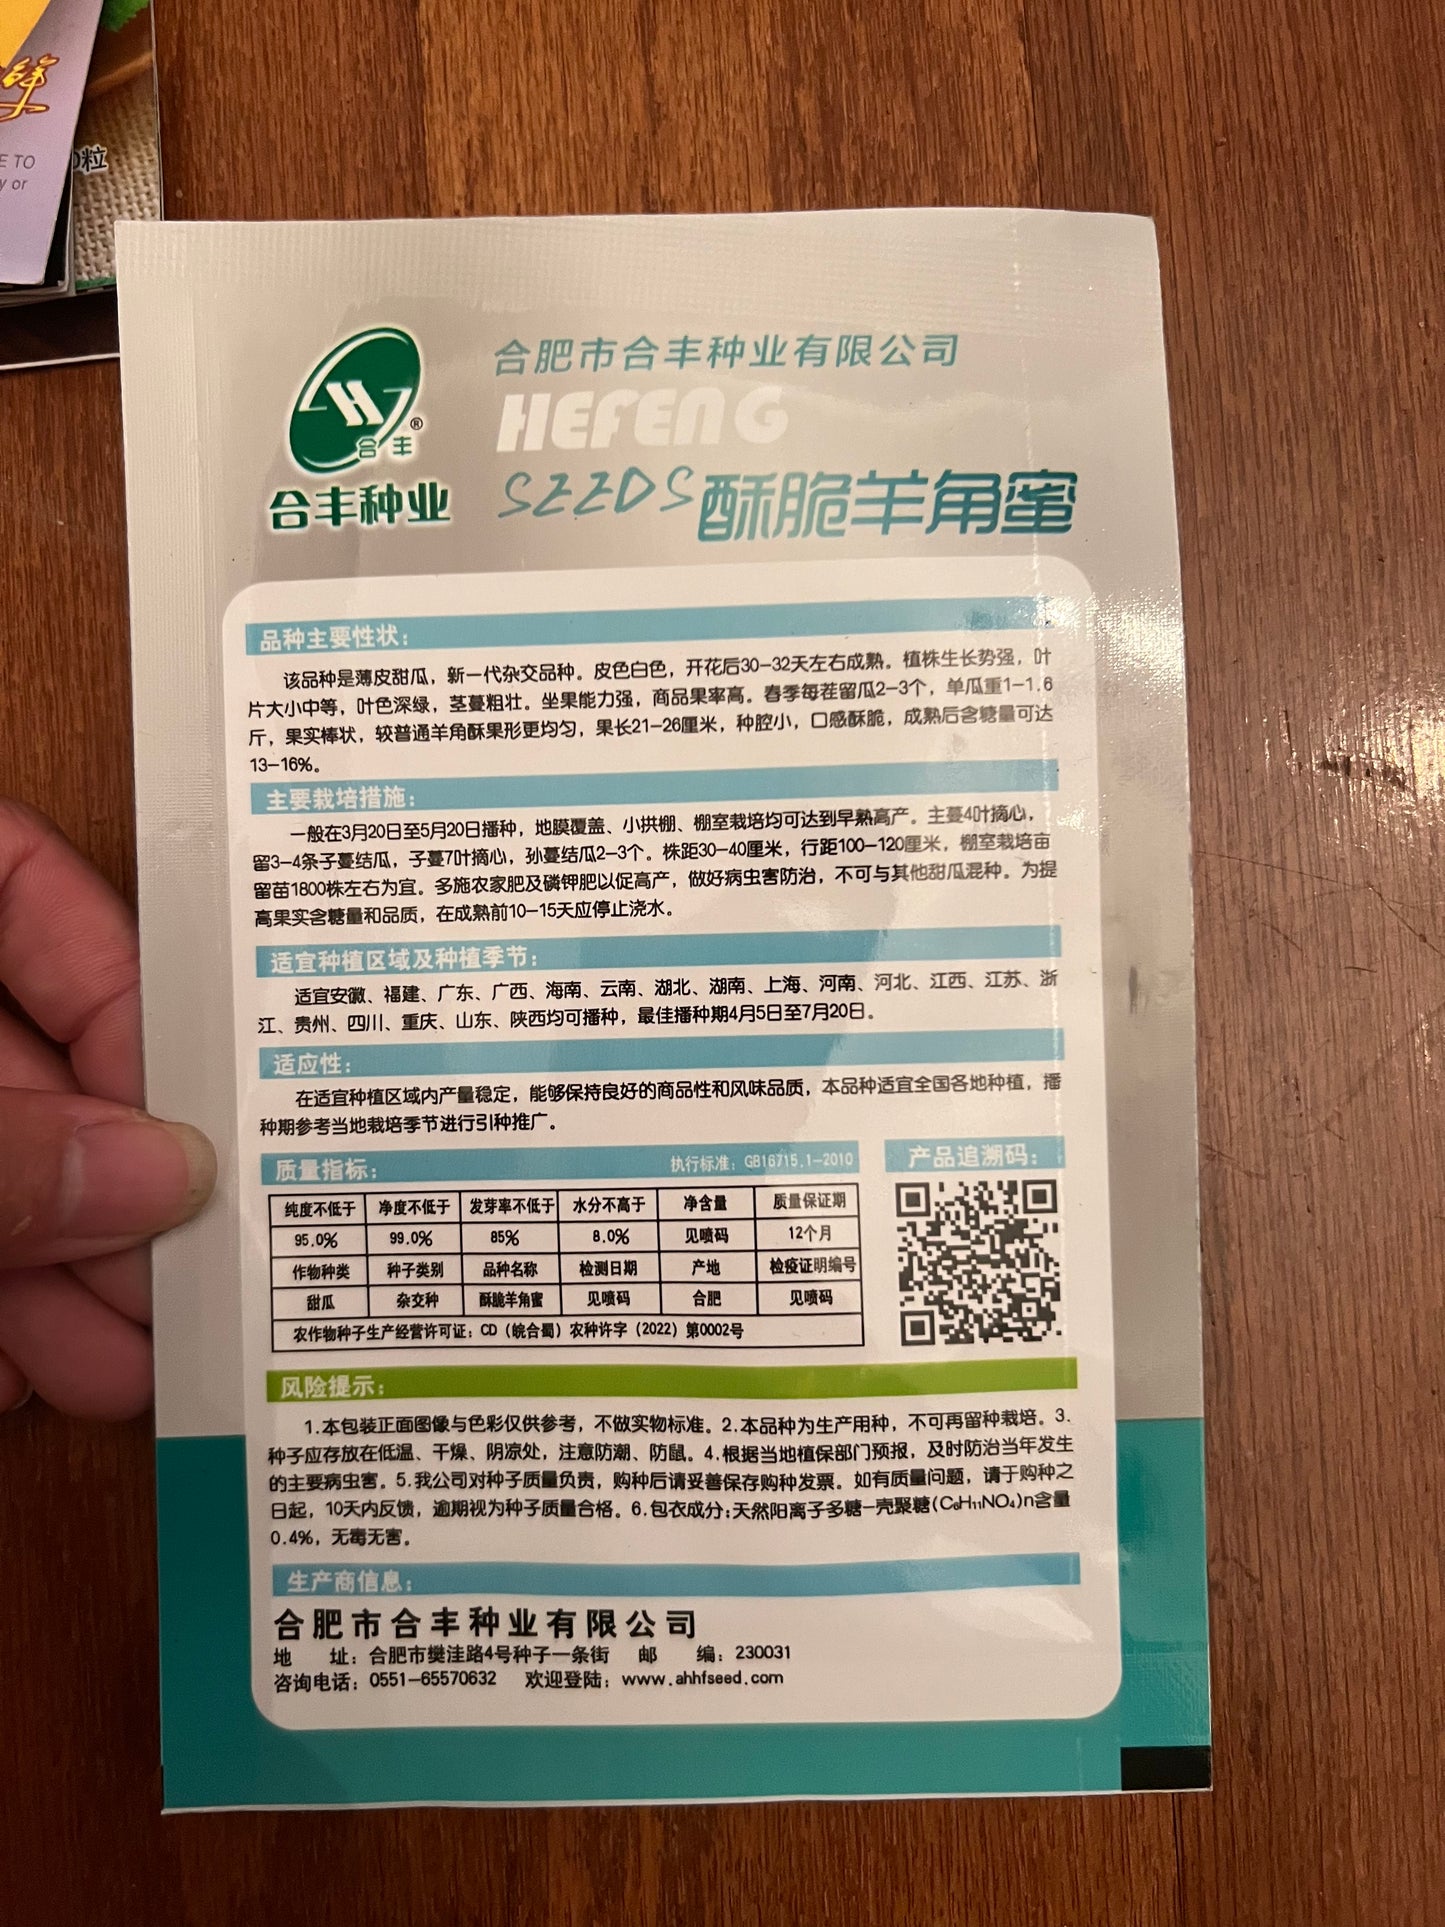 E TO
y or
粒
合肥市合丰种业有限公司
HEFENG
SEEDS 酥脆羊角蜜
合丰
®
合丰种业
品种主要性状：
该品种是薄皮甜瓜，新一代杂交品种。皮色白色，开花后30-32天左右成熟。植株生长势强，叶
片大小中等，叶色深绿，茎蔓粗壮。坐果能力强，商品果率高。春季每茬留瓜2-3个，单瓜重1-1.6
斤，果实棒状，较普通羊角酥果形更均匀，果长21-26厘米，种腔小，口感酥脆，成熟后含糖量可达
13-16%。
主要栽培措施：
一般在3月20日至5月20日播种，地膜覆盖、小拱棚、棚室栽培均可达到早熟高产。主蔓4叶摘心，
留3-4条子蔓结瓜，子蔓7叶摘心，孙蔓结瓜2-3个。株距30-40厘米，行距100-120厘米，棚室栽培亩
留苗1800株左右为宜。多施农家肥及磷钾肥以促高产，做好病虫害防治，不可与其他甜瓜混种。为提
高果实含糖量和品质，在成熟前10-15天应停止浇水。
适宜种植区域及种植季节：
适宜安徽、福建、广东、广西、海南、云南、湖北、湖南、上海、河南、河北、江西、江苏、浙
江、贵州、四川、重庆、山东、陕西均可播种，最佳播种期4月5日至7月20日。
适应性：
在适宜种植区域内产量稳定，能够保持良好的商品性和风味品质，本品种适宜全国各地种植，播
种期参考当地栽培季节进行引种推广。
质量指标： 执行标准：GB16715.1-2010 产品追溯码：
纯度不低于 净度不低于 发芽率不低于 水分不高于 净含量 质量保证期
95.0% 99.0% 85% 8.0% 见喷码 12个月
作物种类 种子类别 品种名称 检测日期 产地 检疫证明编号
甜瓜 杂交种 酥脆羊角蜜 见喷码 合肥 见喷码
农作物种子生产经营许可证：CD（皖合蜀）农种许字（2022）第0002号
风险提示：
1.本包装正面图像与色彩仅供参考，不做实物标准。2.本品种为生产用种，不可再留种栽培。3.
种子应存放在低温、干燥、阴凉处，注意防潮、防鼠。4.根据当地植保部门预报，及时防治当年发生
的主要病虫害。5.我公司对种子质量负责，购种后请妥善保存购种发票。如有质量问题，请于购种之
日起，10天内反馈，逾期视为种子质量合格。6.包衣成分：天然阳离子多糖-壳聚糖(C₆H₁₁NO₄)n含量
0.4%，无毒无害。
生产商信息：
合肥市合丰种业有限公司
地 址：合肥市樊洼路4号种子一条街 邮 编：230031
咨询电话：0551-65570632 欢迎登陆：www.ahhfseed.com